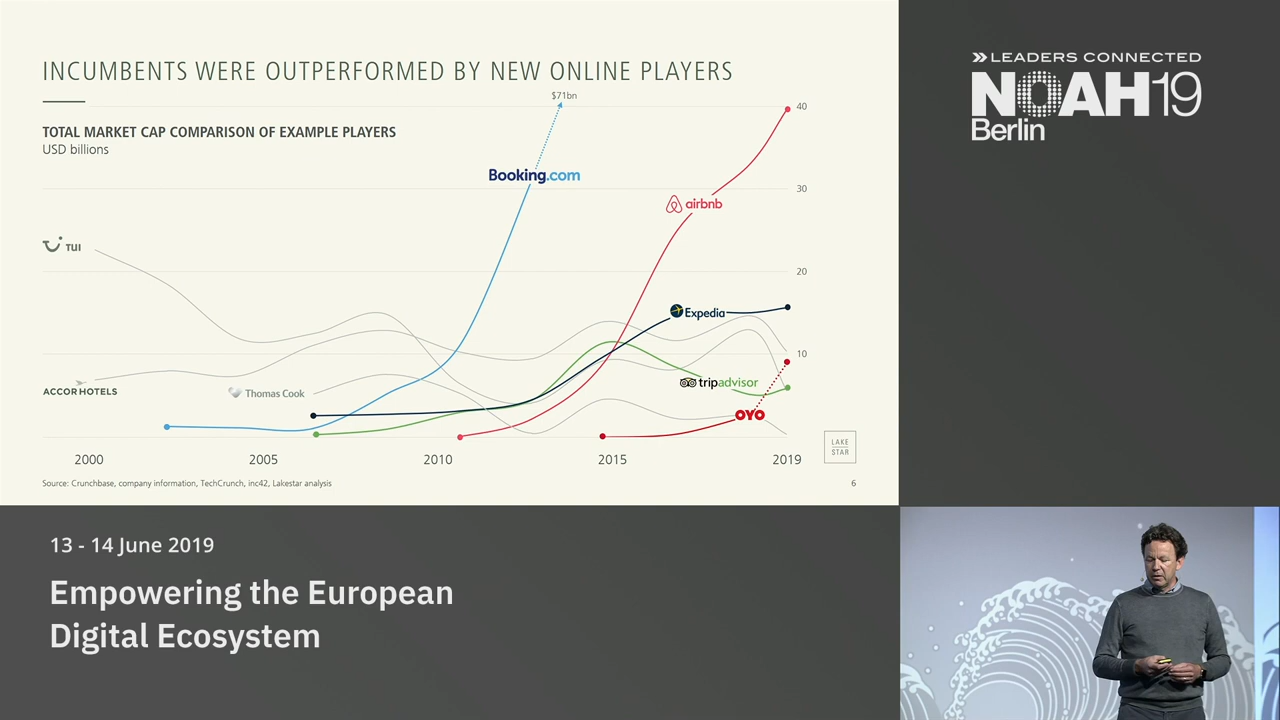 INCUMBENTS WERE OUTPERFORMED BY NEW ONLINE PLAYERS
TOTAL MARKET CAP COMPARISON OF EXAMPLE PLAYERS
USD billions
$71bn
40
Booking.com
30
airbnb
TUI
20
Expedia
10
tripadvisor
ACCORHOTELS
Thomas Cook
OYO
LAKE
STAR
2000 2005 2010 2015 2019
Source: Crunchbase, company information, TechCrunch, inc42, Lakestar analysis
6
LEADERS CONNECTED
NOAH19
Berlin
13 - 14 June 2019
Empowering the European
Digital Ecosystem